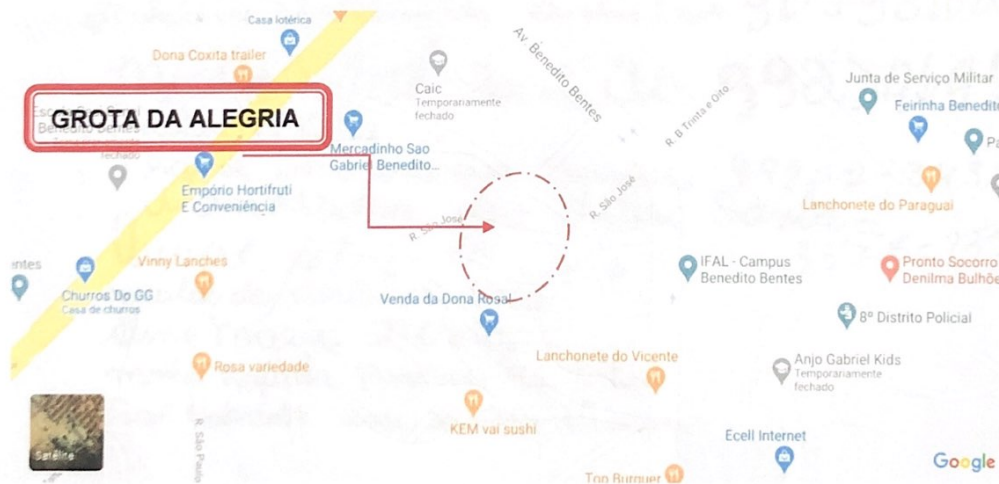 Casa lotérica
Dona Coxita trailer
Caic
Temporariamente
fechado
Av. Benedito Bentes
R. B Trinta e Oito
Junta de Serviço Militar
Feirinha Benedito
GROTA DA ALEGRIA
fechado
Mercadinho Sao
Gabriel Benedito...
Empório Hortifruti
E Conveniência
Lanchonete do Paraguai
R. São José
R. São José
Vinny Lanches
Churros Do GG
Casa de churros
Venda da Dona Rosal
IFAL - Campus
Benedito Bentes
Pronto Socorro
Denilma Bulhõe
8º Distrito Policial
Rosa variedade
Lanchonete do Vicente
Anjo Gabriel Kids
Temporariamente
fechado
KEM vai sushi
R. São Paulo
Ecell Internet
Satélite
Top Burguer
Google